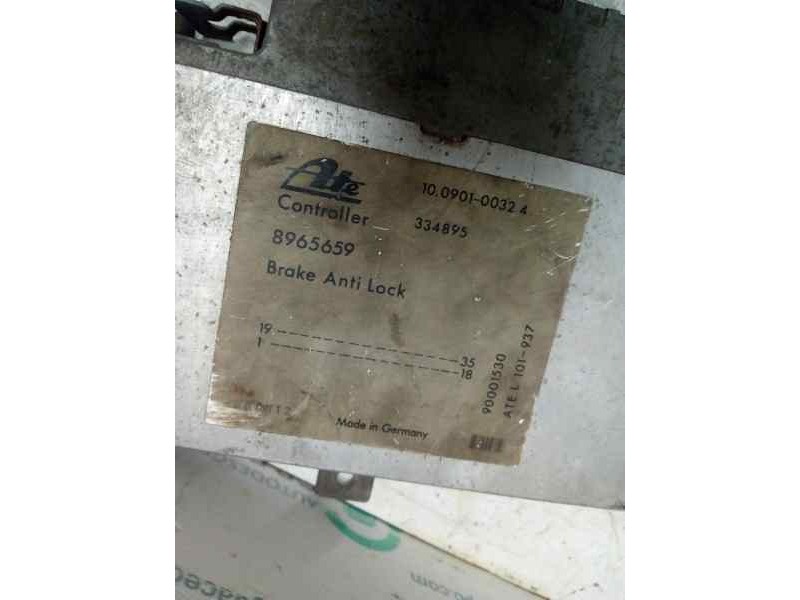 Ate
10.0901-0032 4
Controller
334895
8965659
Brake Anti Lock
19 ---------------- 35
1 ---------------- 18
90001530
ATE L 101-937
Made in Germany